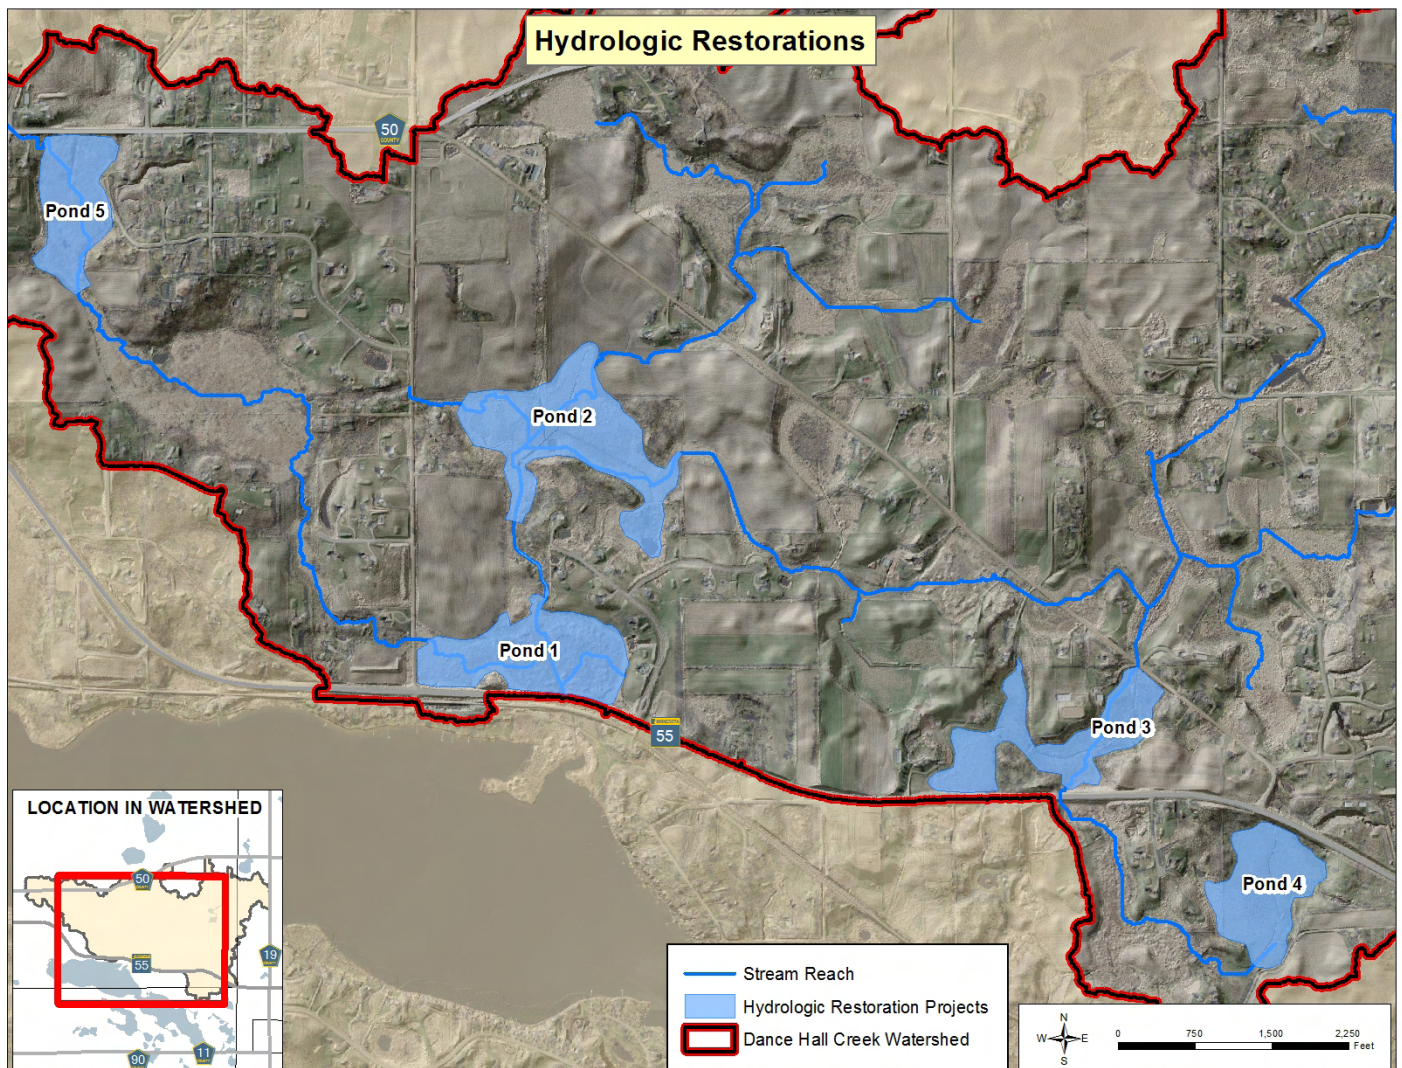 Hydrologic Restorations
50
COUNTY
Pond 5
Pond 2
Pond 1
MINNESOTA
55
Pond 3
Pond 4
LOCATION IN WATERSHED
50
19
55
90
11
Stream Reach
Hydrologic Restoration Projects
Dance Hall Creek Watershed
N
W E
S
0 750 1,500 2,250
Feet